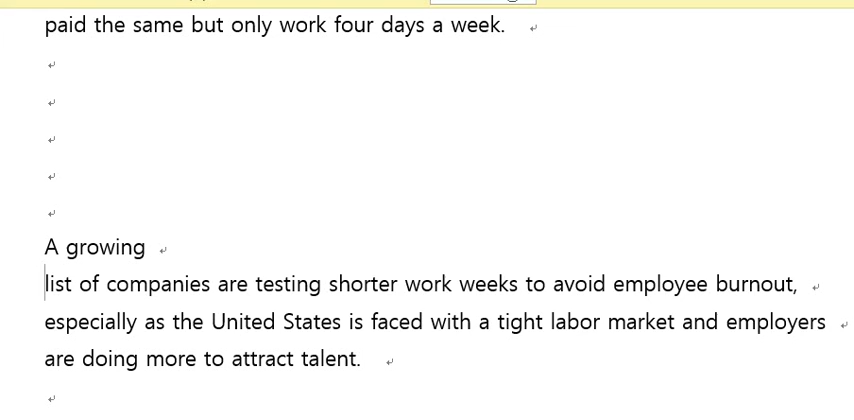 paid the same but only work four days a week.
A growing
list of companies are testing shorter work weeks to avoid employee burnout,
especially as the United States is faced with a tight labor market and employers
are doing more to attract talent.